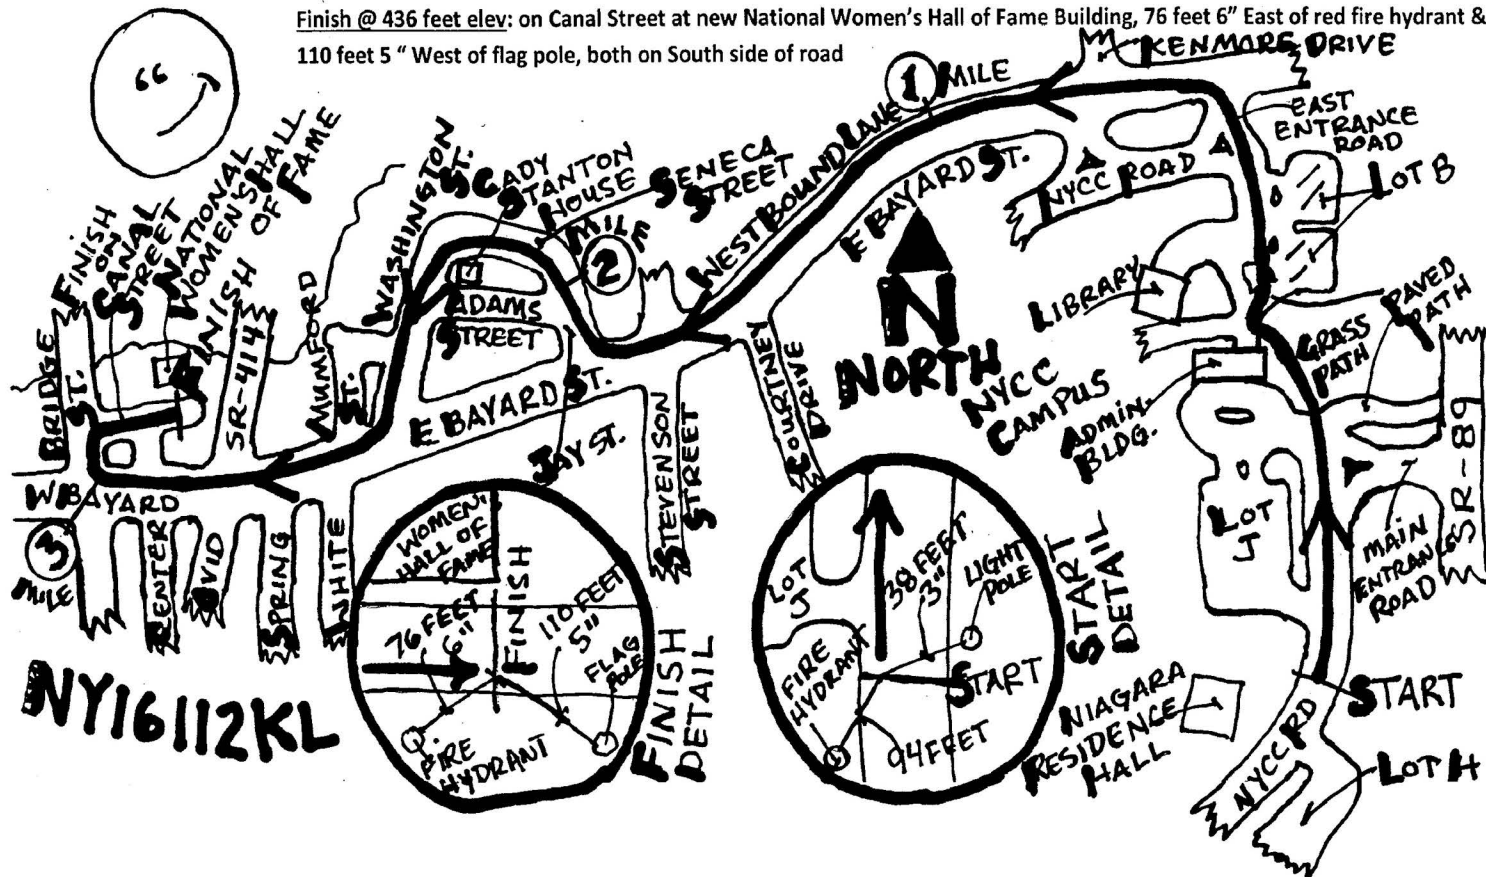 Finish @ 436 feet elev: on Canal Street at new National Women's Hall of Fame Building, 76 feet 6" East of red fire hydrant &
110 feet 5 " West of flag pole, both on South side of road
KENMORE DRIVE
1 MILE
EAST
ENTRANCE
ROAD
LOT B
NYCC ROAD
E BAYARD ST.
WEST BOUND LANE
SENECA
STREET
CADY
STANTON
HOUSE
MILE
2
WASHINGTON
ST.
NATIONAL
WOMEN'S HALL
OF FAME
FINISH
ON
CANAL
STREET
FINISH
SR-414
MUMFORD
ST.
BRIDGE
ST.
ADAMS
STREET
E BAYARD ST.
JAY ST.
STEVENSON
STREET
COURTNEY
DRIVE
N
NORTH
LIBRARY
NYCC
CAMPUS
ADMIN.
BLDG.
PAVED
PATH
GRASS
PATH
SR-89
LOT
J
MAIN
ENTRANCE
ROAD
W BAYARD
3
MILE
CENTER
OVID
SPRING
WHITE
WOMEN'
HALL OF
FAME
FINISH
76 FEET
6"
110 FEET
5"
FLAG
POLE
FIRE
HYDRANT
FINISH
DETAIL
LOT
J
38 FEET
3"
LIGHT
POLE
FIRE
HYDRANT
START
94 FEET
START
DETAIL
NIAGARA
RESIDENCE
HALL
START
NYCC RD
LOT H
NY16112KL